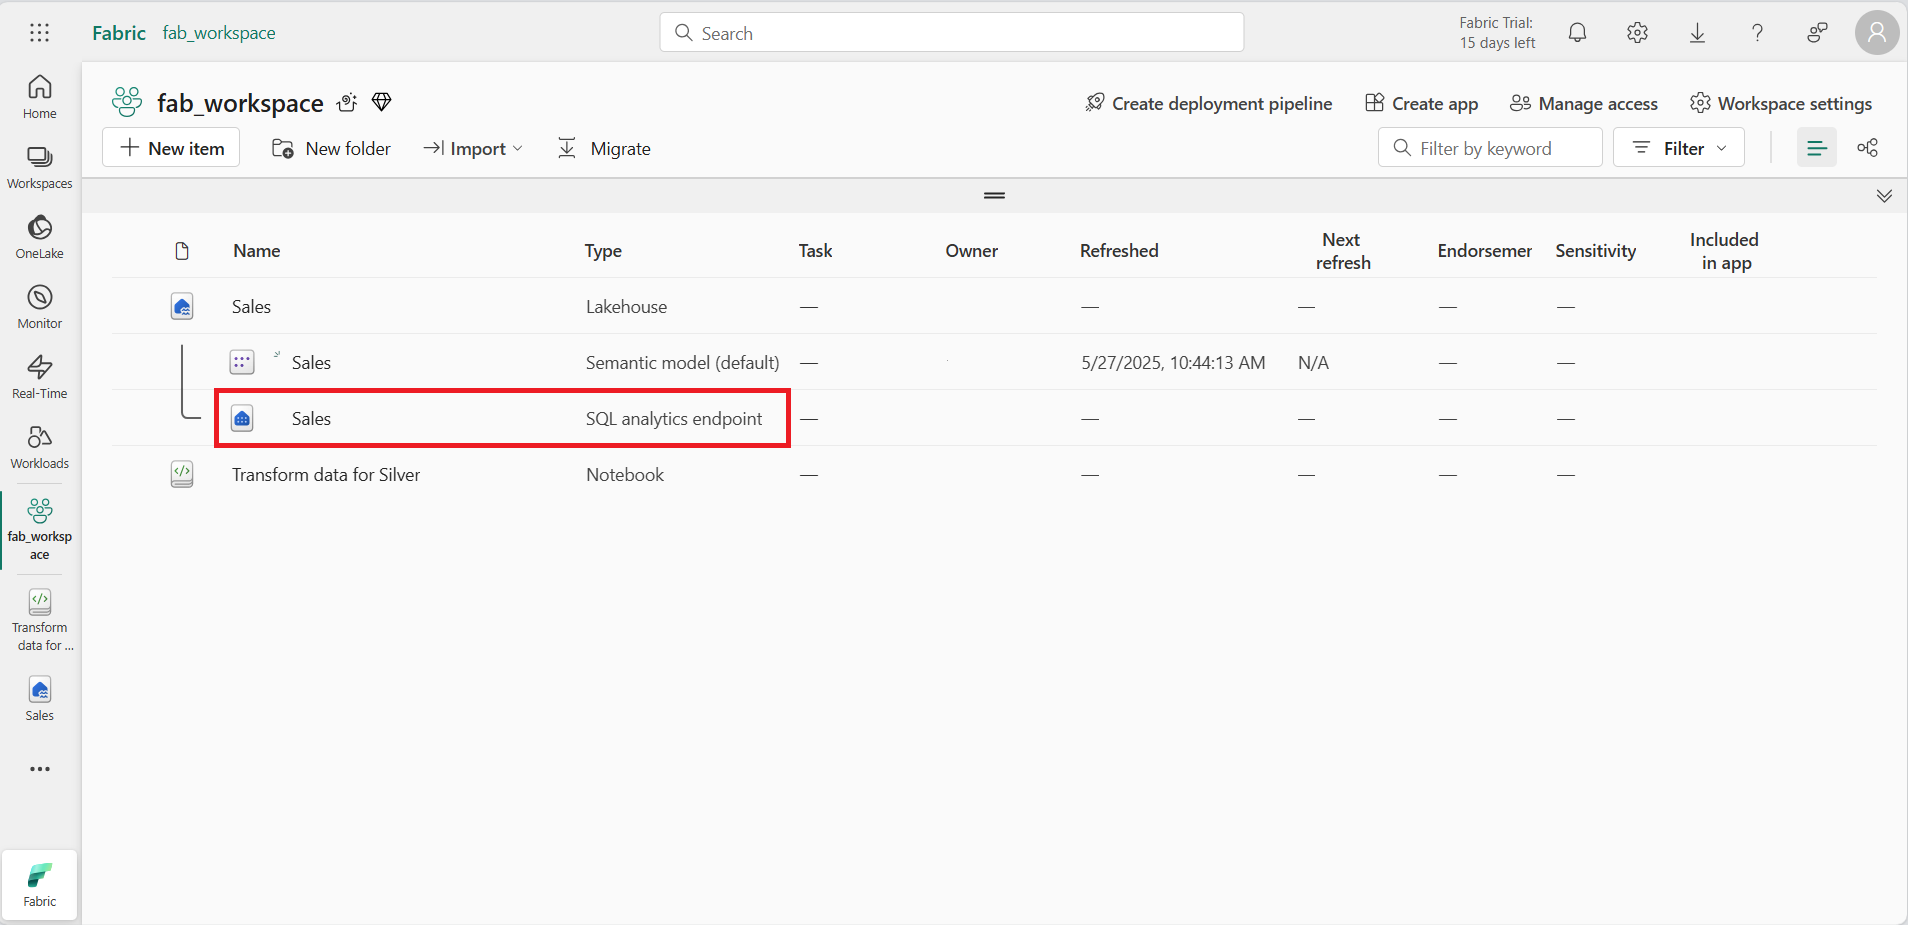 Fabric fab_workspace
Search
Fabric Trial:
15 days left
Home
Workspaces
OneLake
Monitor
Real-Time
Workloads
fab_worksp
ace
Transform
data for ...
Sales
Fabric
fab_workspace
Create deployment pipeline Create app Manage access Workspace settings
New item New folder Import Migrate Filter by keyword Filter
Name Type Task Owner Refreshed Next refresh Endorsemer Sensitivity Included in app
Sales Lakehouse — — — — —
Sales Semantic model (default) — 5/27/2025, 10:44:13 AM N/A — —
Sales SQL analytics endpoint — — — — —
Transform data for Silver Notebook — — — — —